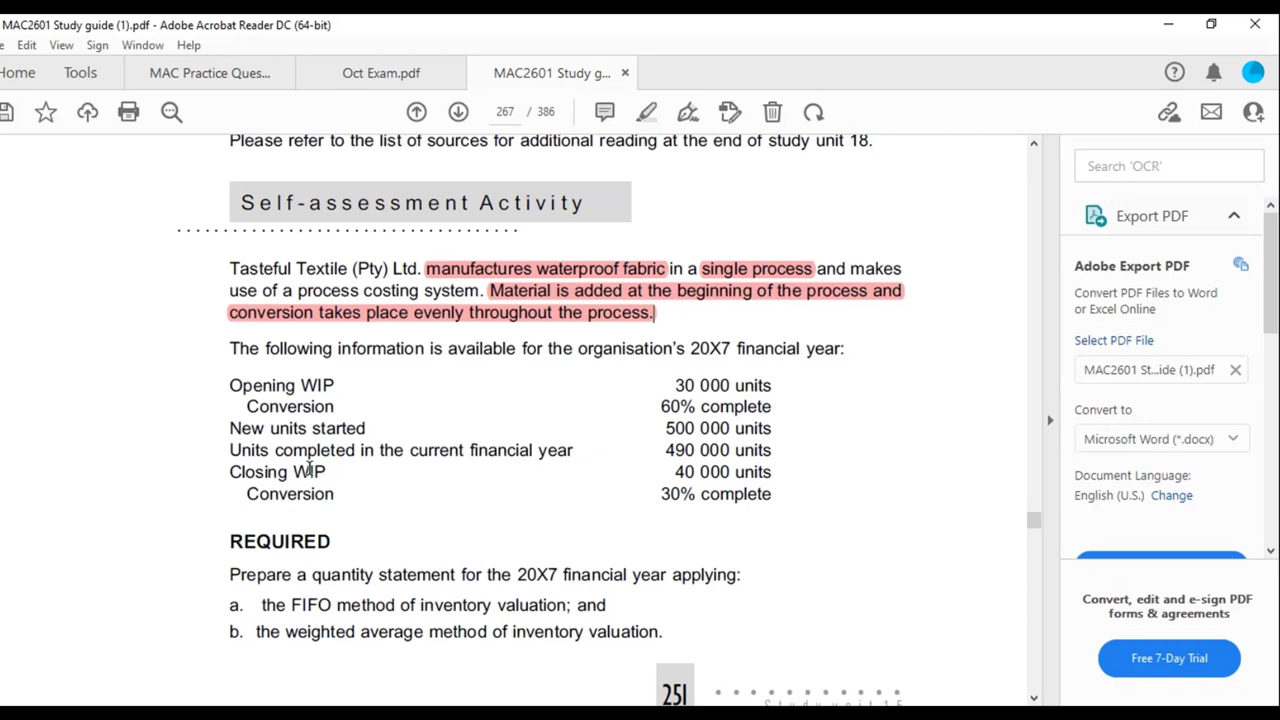 MAC2601 Study guide (1).pdf - Adobe Acrobat Reader DC (64-bit)
Edit View Sign Window Help
Home Tools MAC Practice Ques... Oct Exam.pdf MAC2601 Study g... ×
267 / 386
Please refer to the list of sources for additional reading at the end of study unit 18.
Self-assessment Activity
Tasteful Textile (Pty) Ltd. manufactures waterproof fabric in a single process and makes
use of a process costing system. Material is added at the beginning of the process and
conversion takes place evenly throughout the process.
The following information is available for the organisation's 20X7 financial year:
Opening WIP 30 000 units
Conversion 60% complete
New units started 500 000 units
Units completed in the current financial year 490 000 units
Closing WIP 40 000 units
Conversion 30% complete
REQUIRED
Prepare a quantity statement for the 20X7 financial year applying:
a. the FIFO method of inventory valuation; and
b. the weighted average method of inventory valuation.
251
Study unit 15
Search 'OCR'
Export PDF
Adobe Export PDF
Convert PDF Files to Word
or Excel Online
Select PDF File
MAC2601 St...ide (1).pdf
Convert to
Microsoft Word (*.docx)
Document Language:
English (U.S.) Change
Convert, edit and e-sign PDF
forms & agreements
Free 7-Day Trial